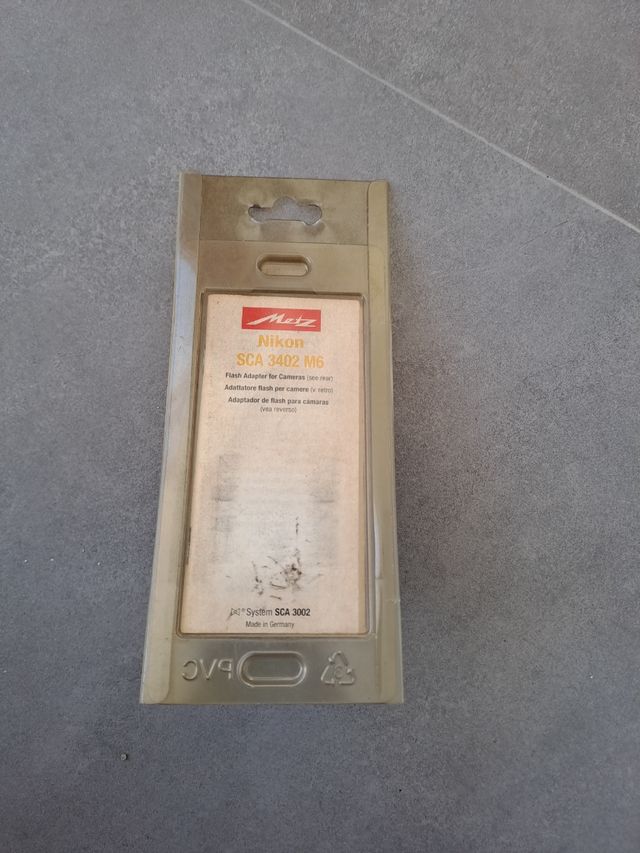 Metz
Nikon
SCA 3402 M6
Flash Adapter for Cameras (see rear)
Adattatore flash per camere (v. retro)
Adaptador de flash para cámaras
(vea reverso)
System SCA 3002
Made in Germany
PVC